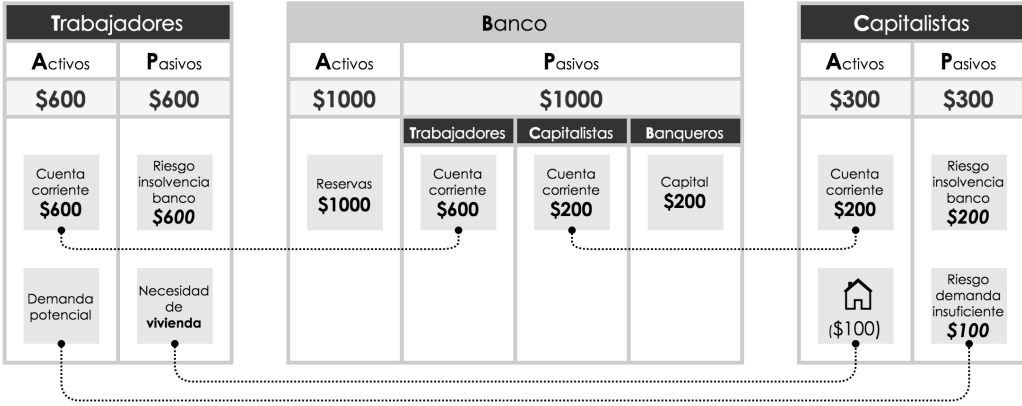 Trabajadores
Activos
Pasivos
$600
$600
Cuenta
corriente
$600
Riesgo
insolvencia
banco
$600
Demanda
potencial
Necesidad
de
vivienda
Banco
Activos
Pasivos
$1000
$1000
Trabajadores
Capitalistas
Banqueros
Reservas
$1000
Cuenta
corriente
$600
Cuenta
corriente
$200
Capital
$200
Capitalistas
Activos
Pasivos
$300
$300
Cuenta
corriente
$200
Riesgo
insolvencia
banco
$200
($100)
Riesgo
demanda
insuficiente
$100